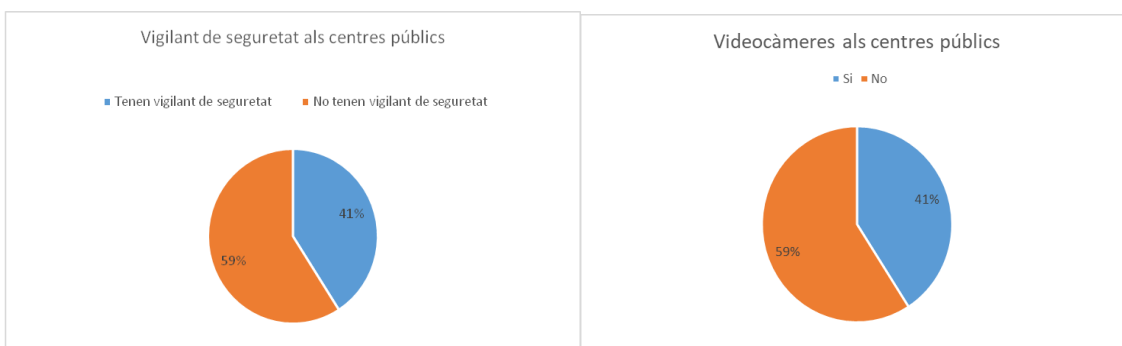 Vigilant de seguretat als centres públics
Tenen vigilant de seguretat No tenen vigilant de seguretat
41%
59%
Videocàmeres als centres públics
Si No
41%
59%